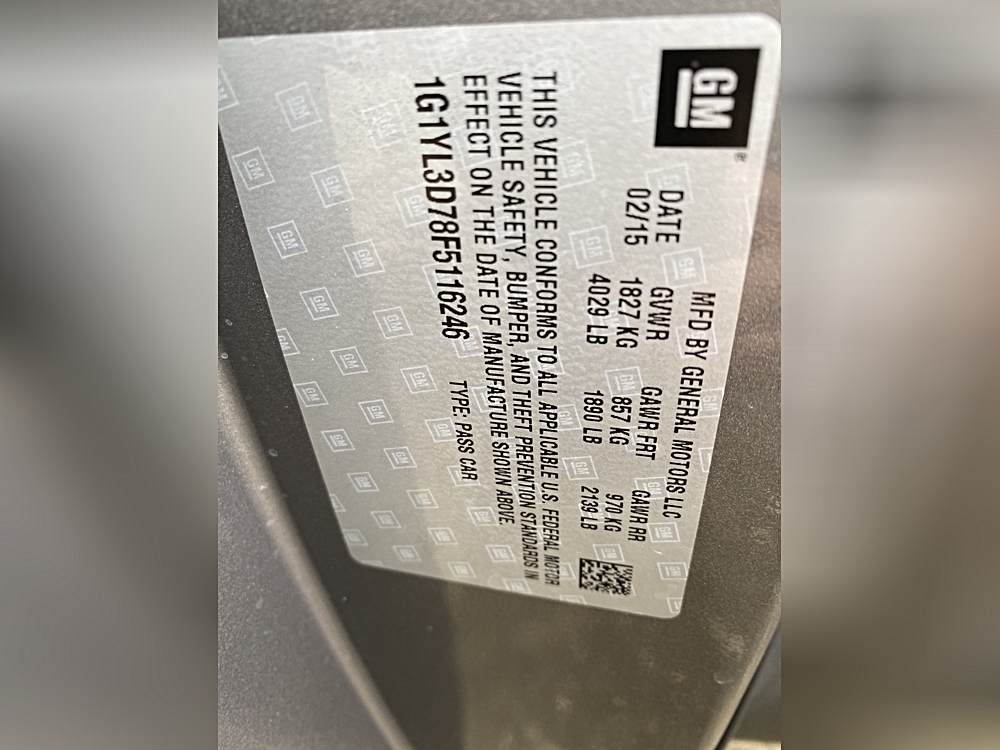 GM®
MFD BY GENERAL MOTORS LLC
DATE GVWR GAWR FRT GAWR RR
02/15 1827 KG 857 KG 970 KG
4029 LB 1890 LB 2139 LB
THIS VEHICLE CONFORMS TO ALL APPLICABLE U.S. FEDERAL MOTOR
VEHICLE SAFETY, BUMPER, AND THEFT PREVENTION STANDARDS IN
EFFECT ON THE DATE OF MANUFACTURE SHOWN ABOVE.
1G1YL3D78F5116246 TYPE: PASS CAR